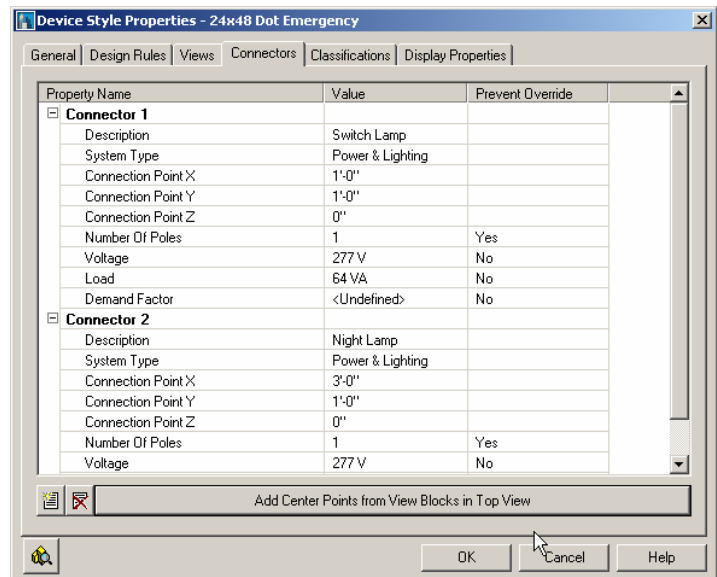 Device Style Properties - 24x48 Dot Emergency
General Design Rules Views Connectors Classifications Display Properties
Property Name Value Prevent Override
Connector 1
Description Switch Lamp
System Type Power & Lighting
Connection Point X 1'-0"
Connection Point Y 1'-0"
Connection Point Z 0"
Number Of Poles 1 Yes
Voltage 277 V No
Load 64 VA No
Demand Factor <Undefined> No
Connector 2
Description Night Lamp
System Type Power & Lighting
Connection Point X 3'-0"
Connection Point Y 1'-0"
Connection Point Z 0"
Number Of Poles 1 Yes
Voltage 277 V No
Add Center Points from View Blocks in Top View
OK Cancel Help